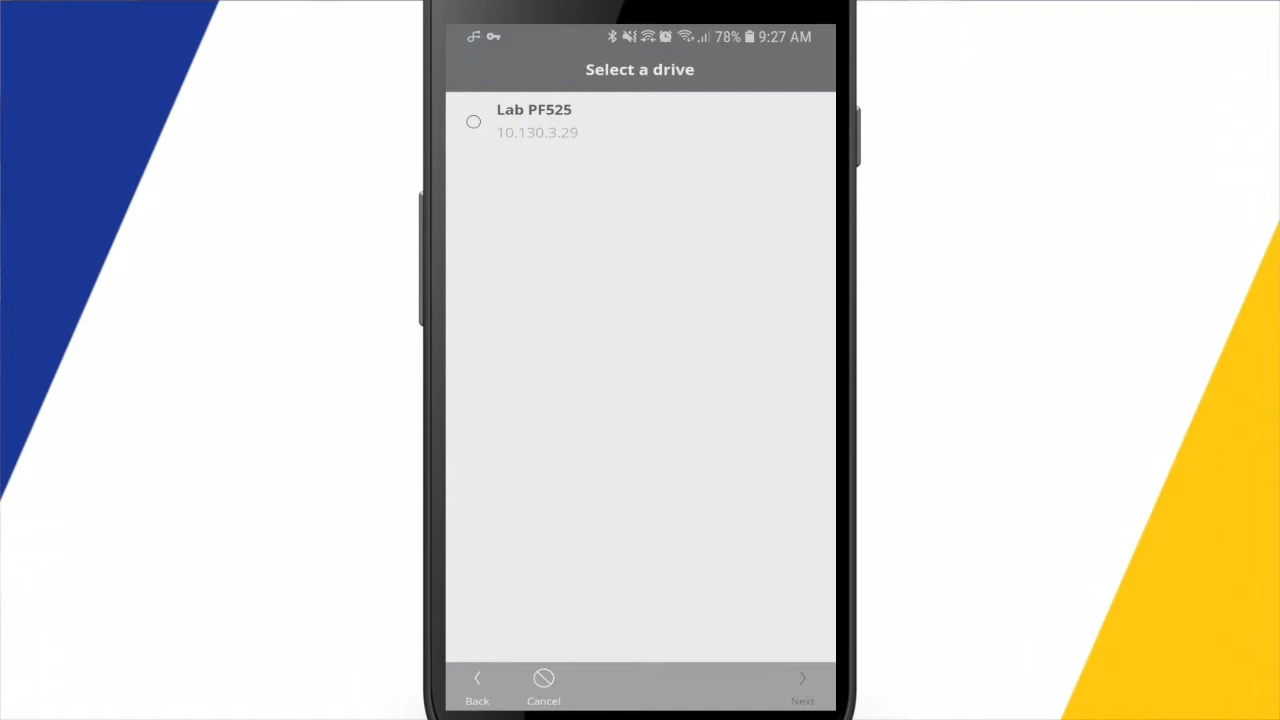 78% 9:27 AM
Select a drive
Lab PF525
10.130.3.29
Back Cancel Next